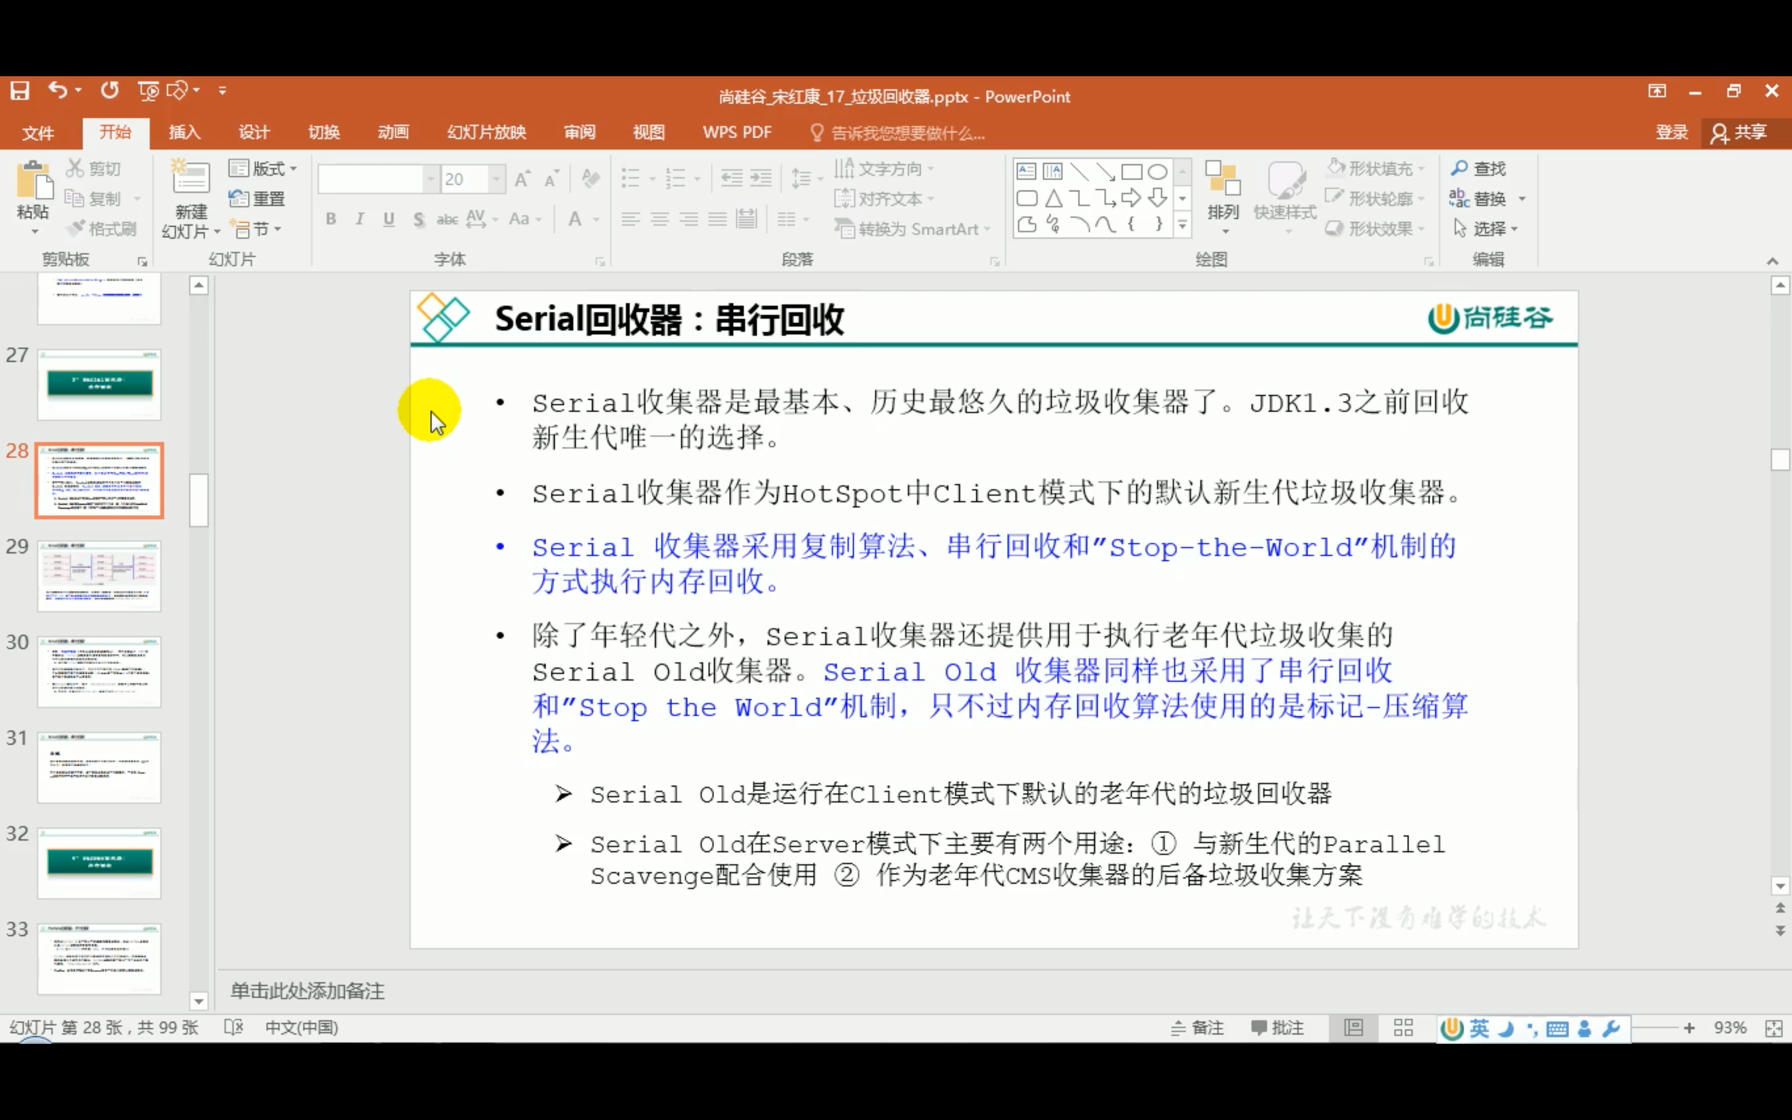 尚硅谷_宋红康_17_垃圾回收器.pptx - PowerPoint
文件 开始 插入 设计 切换 动画 幻灯片放映 审阅 视图 WPS PDF 告诉我您想要做什么... 登录 共享
粘贴 剪切 复制 格式刷 剪贴板
新建幻灯片 版式 重置 节 幻灯片
20 B I U S abc AV Aa A 字体
文字方向 对齐文本 转换为 SmartArt 段落
排列 快速样式 形状填充 形状轮廓 形状效果 绘图
查找 替换 选择 编辑
27
28
29
30
31
32
33
Serial回收器：串行回收
尚硅谷
• Serial收集器是最基本、历史最悠久的垃圾收集器了。JDK1.3之前回收
新生代唯一的选择。
• Serial收集器作为HotSpot中Client模式下的默认新生代垃圾收集器。
• Serial 收集器采用复制算法、串行回收和"Stop-the-World"机制的
方式执行内存回收。
• 除了年轻代之外，Serial收集器还提供用于执行老年代垃圾收集的
Serial Old收集器。Serial Old 收集器同样也采用了串行回收
和"Stop the World"机制，只不过内存回收算法使用的是标记-压缩算
法。
➢ Serial Old是运行在Client模式下默认的老年代的垃圾回收器
➢ Serial Old在Server模式下主要有两个用途：① 与新生代的Parallel
Scavenge配合使用 ② 作为老年代CMS收集器的后备垃圾收集方案
让天下没有难学的技术
单击此处添加备注
幻灯片 第 28 张，共 99 张 中文(中国) 备注 批注 英 93%